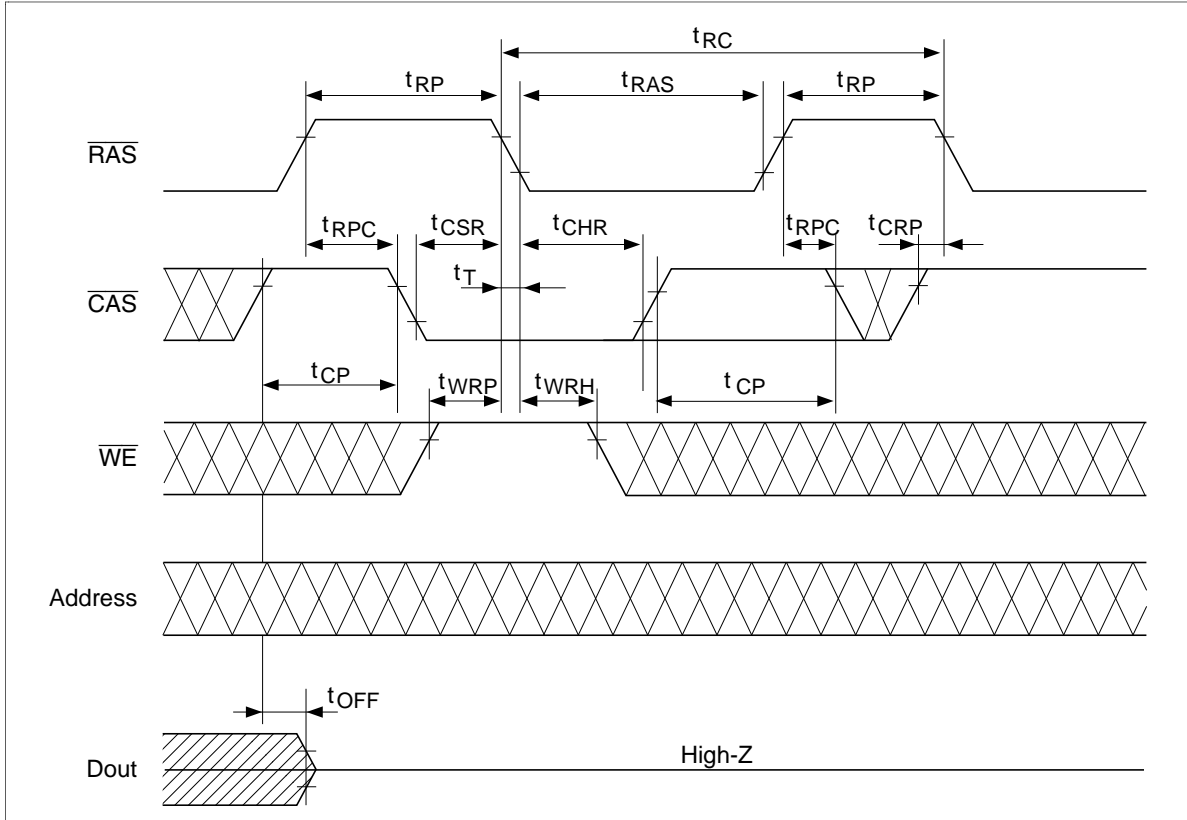 tRC
tRP
tRAS
tRP
RAS
tRPC
tCSR
tCHR
tRPC
tCRP
tT
CAS
tCP
tWRP
tWRH
tCP
WE
Address
tOFF
High-Z
Dout